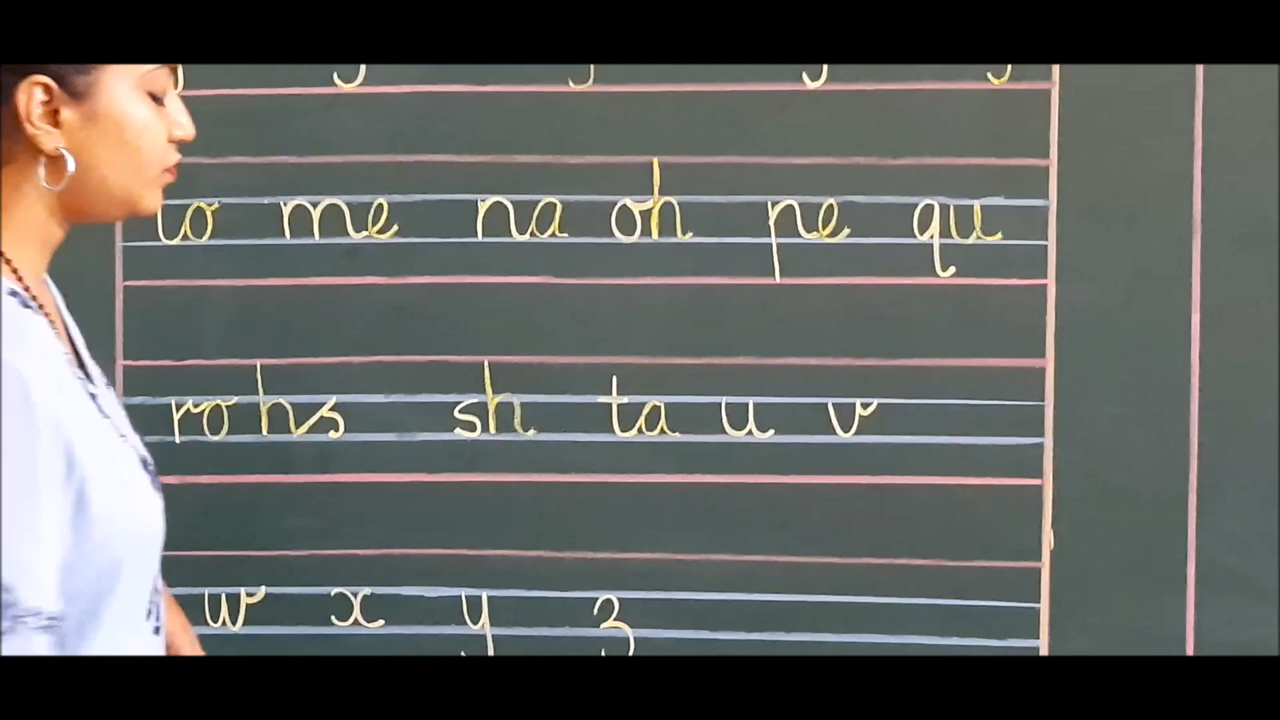 lo me na oh pe qu
rohs sh ta u v
w x y z